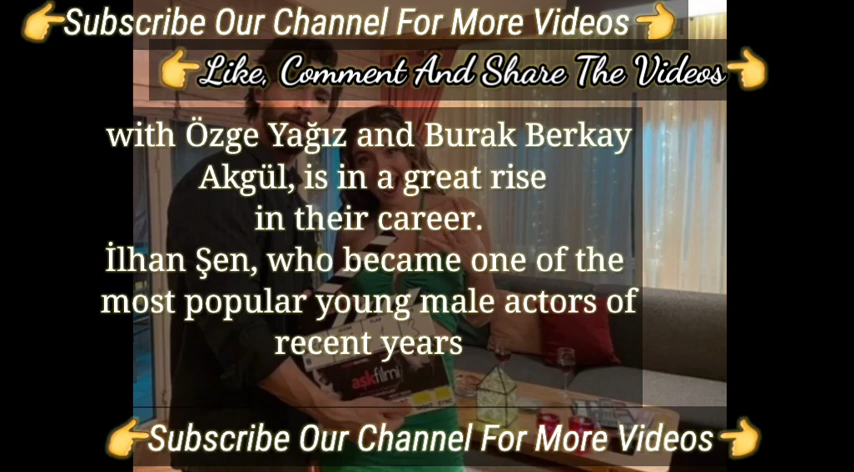 👉Subscribe Our Channel For More Videos👈
👉Like, Comment And Share The Videos👈
with Özge Yağız and Burak Berkay
Akgül, is in a great rise
in their career.
İlhan Şen, who became one of the
most popular young male actors of
recent years
aşkfilmi
👉Subscribe Our Channel For More Videos👈